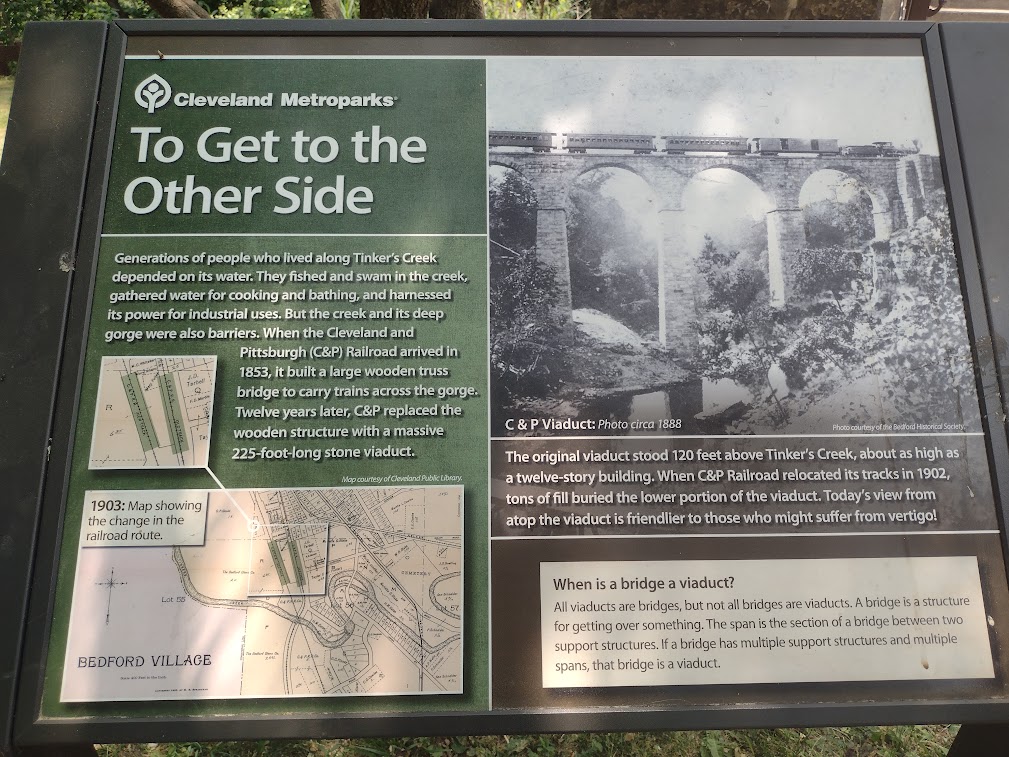 Cleveland Metroparks
To Get to the
Other Side
Generations of people who lived along Tinker's Creek
depended on its water. They fished and swam in the creek,
gathered water for cooking and bathing, and harnessed
its power for industrial uses. But the creek and its deep
gorge were also barriers. When the Cleveland and
Pittsburgh (C&P) Railroad arrived in
1853, it built a large wooden truss
bridge to carry trains across the gorge.
Twelve years later, C&P replaced the
wooden structure with a massive
225-foot-long stone viaduct.
Map courtesy of Cleveland Public Library.
1903: Map showing
the change in the
railroad route.
Lot 55
Lot 57
CEMETERY
BEDFORD VILLAGE
C & P Viaduct: Photo circa 1888
Photo courtesy of the Bedford Historical Society.
The original viaduct stood 120 feet above Tinker's Creek, about as high as
a twelve-story building. When C&P Railroad relocated its tracks in 1902,
tons of fill buried the lower portion of the viaduct. Today's view from
atop the viaduct is friendlier to those who might suffer from vertigo!
When is a bridge a viaduct?
All viaducts are bridges, but not all bridges are viaducts. A bridge is a structure
for getting over something. The span is the section of a bridge between two
support structures. If a bridge has multiple support structures and multiple
spans, that bridge is a viaduct.